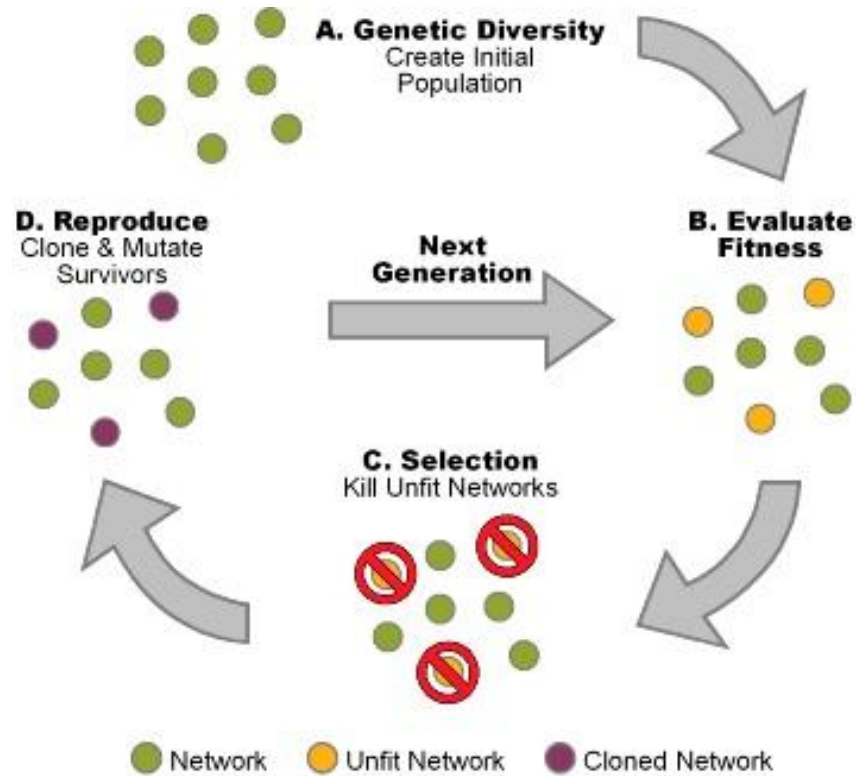 A. Genetic Diversity
Create Initial
Population
D. Reproduce
Clone & Mutate
Survivors
Next
Generation
B. Evaluate
Fitness
C. Selection
Kill Unfit Networks
Network
Unfit Network
Cloned Network